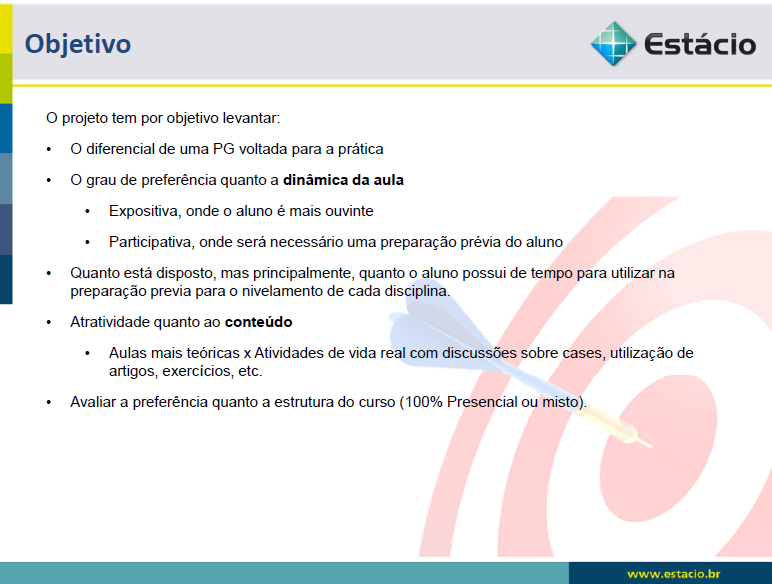 Objetivo
Estácio
O projeto tem por objetivo levantar:
• O diferencial de uma PG voltada para a prática
• O grau de preferência quanto a dinâmica da aula
• Expositiva, onde o aluno é mais ouvinte
• Participativa, onde será necessário uma preparação prévia do aluno
• Quanto está disposto, mas principalmente, quanto o aluno possui de tempo para utilizar na
preparação previa para o nivelamento de cada disciplina.
• Atratividade quanto ao conteúdo
• Aulas mais teóricas x Atividades de vida real com discussões sobre cases, utilização de
artigos, exercícios, etc.
• Avaliar a preferência quanto a estrutura do curso (100% Presencial ou misto).
www.estacio.br